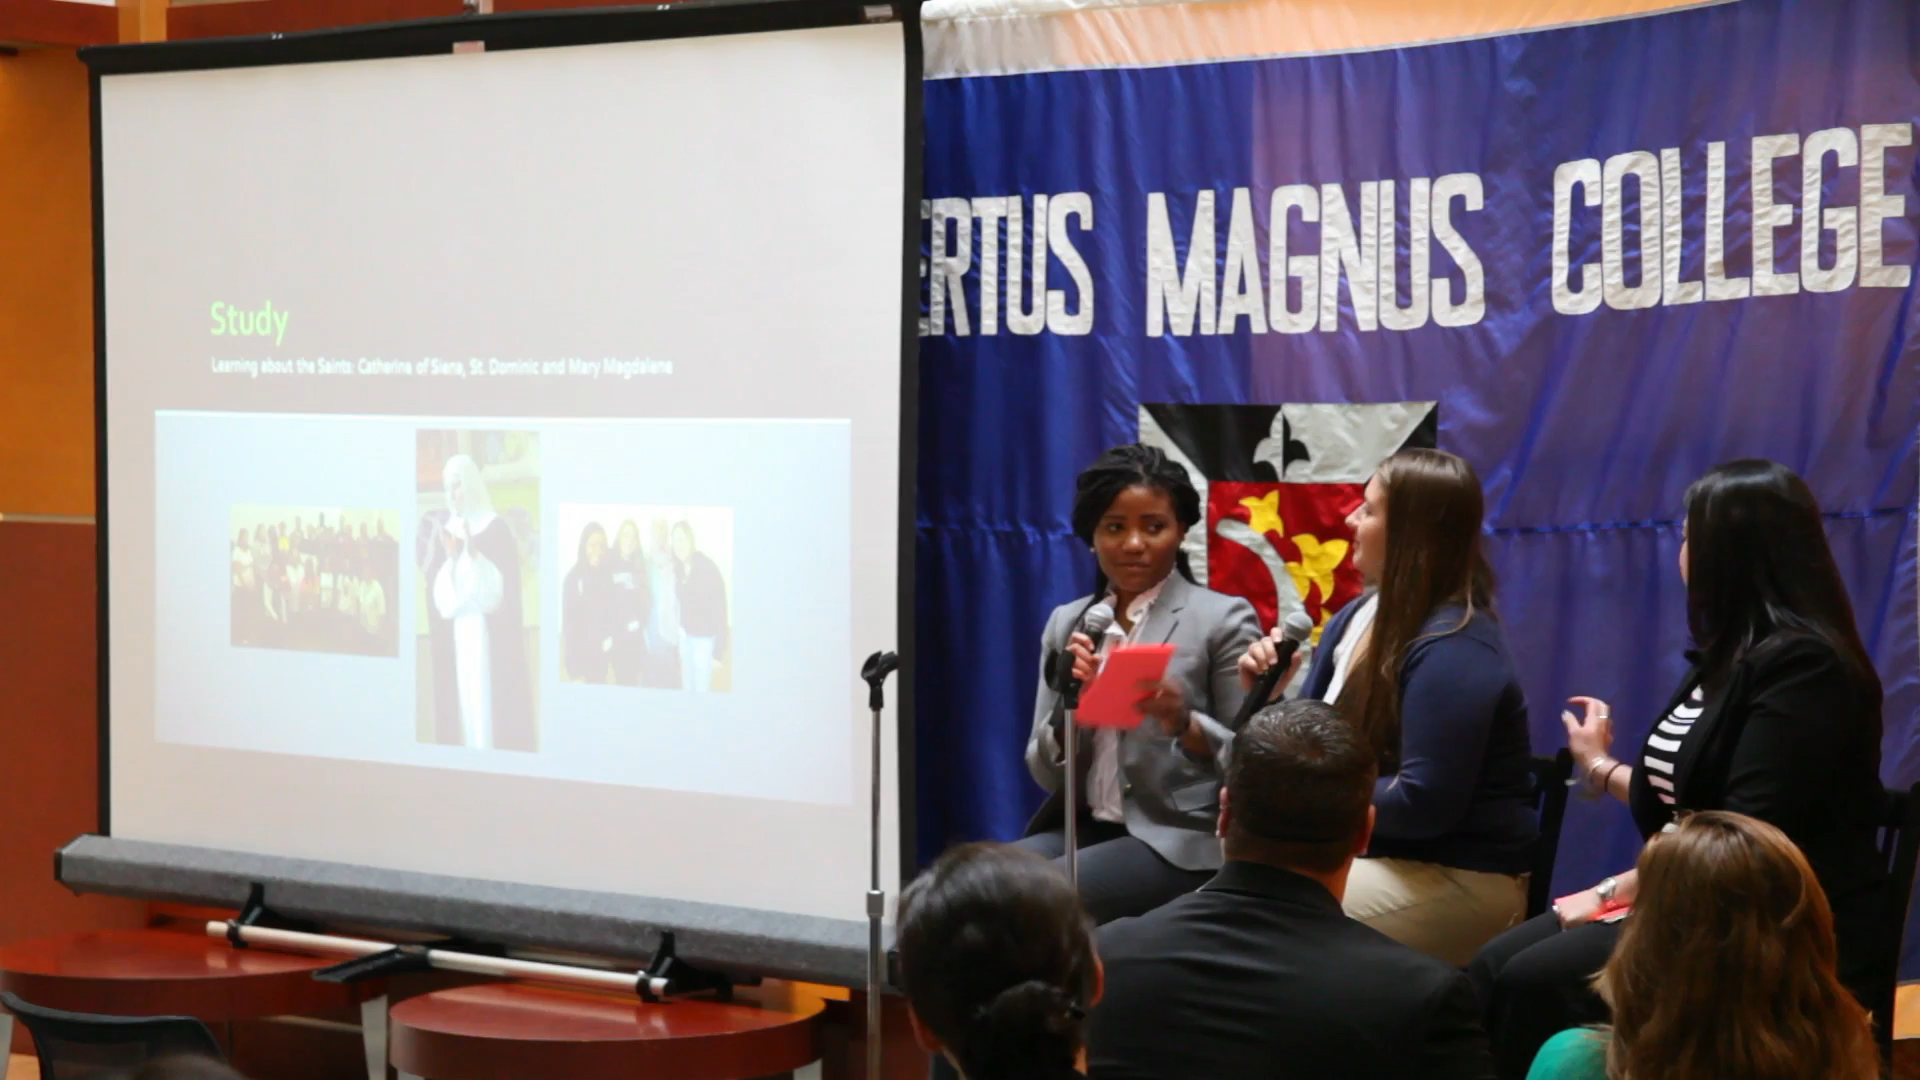 Study
Learning about the Saints: Catherine of Siena, St. Dominic and Mary Magdalene
ERTUS MAGNUS COLLEGE